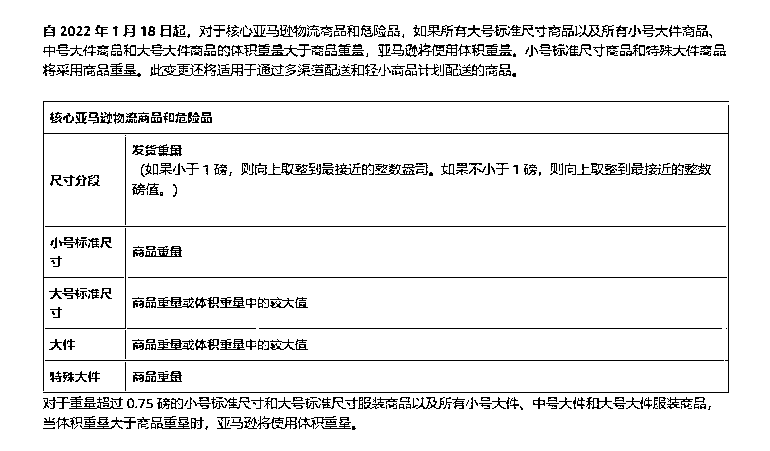 自 2022 年 1 月 18 日起，对于核心亚马逊物流商品和危险品，如果所有大号标准尺寸商品以及所有小号大件商品、
中号大件商品和大号大件商品的体积重量大于商品重量，亚马逊将使用体积重量。小号标准尺寸商品和特殊大件商品
将采用商品重量。此变更还将适用于通过多渠道配送和轻小商品计划配送的商品。
核心亚马逊物流商品和危险品
尺寸分段
发货重量
（如果小于 1 磅，则向上取整到最接近的整数盎司。如果不小于 1 磅，则向上取整到最接近的整数
磅值。）
小号标准尺
寸
商品重量
大号标准尺
寸
商品重量或体积重量中的较大值
大件
商品重量或体积重量中的较大值
特殊大件
商品重量
对于重量超过 0.75 磅的小号标准尺寸和大号标准尺寸服装商品以及所有小号大件、中号大件和大号大件服装商品，
当体积重量大于商品重量时，亚马逊将使用体积重量。